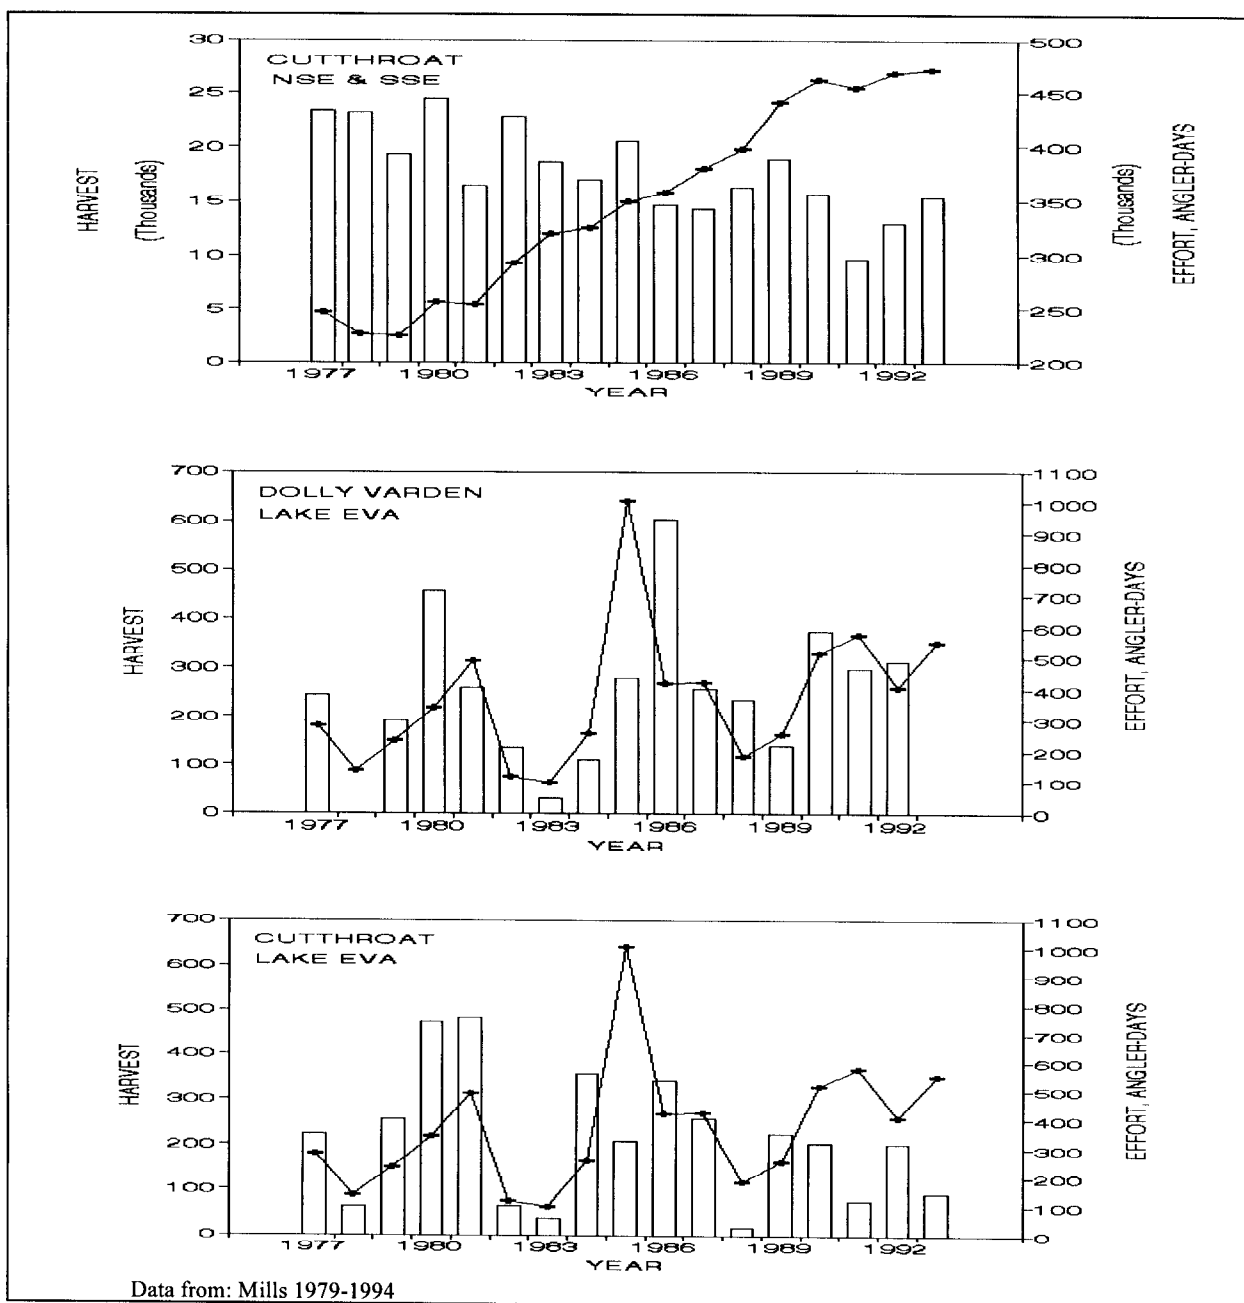 CUTTHROAT
NSE & SSE
HARVEST
(Thousands)
30
25
20
15
10
5
0
500
450
400
350
300
250
200
(Thousands)
EFFORT, ANGLER-DAYS
1977 1980 1983 1986 1989 1992
YEAR
DOLLY VARDEN
LAKE EVA
HARVEST
700
600
500
400
300
200
100
0
1100
1000
900
800
700
600
500
400
300
200
100
0
EFFORT, ANGLER-DAYS
1977 1980 1983 1986 1989 1992
YEAR
CUTTHROAT
LAKE EVA
HARVEST
700
600
500
400
300
200
100
0
1100
1000
900
800
700
600
500
400
300
200
100
0
EFFORT, ANGLER-DAYS
1977 1980 1983 1986 1989 1992
YEAR
Data from: Mills 1979-1994